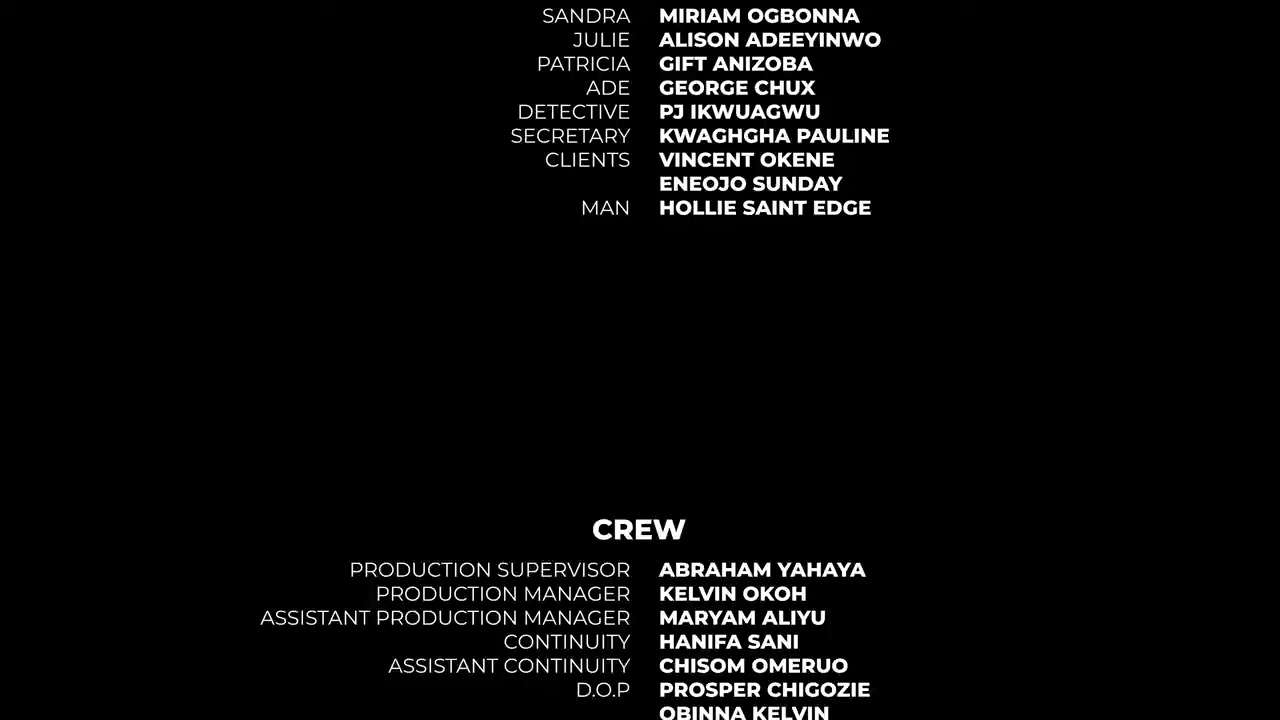 SANDRA MIRIAM OGBONNA
JULIE ALISON ADEEYINWO
PATRICIA GIFT ANIZOBA
ADE GEORGE CHUX
DETECTIVE PJ IKWUAGWU
SECRETARY KWAGHGHA PAULINE
CLIENTS VINCENT OKENE
ENEOJO SUNDAY
MAN HOLLIE SAINT EDGE
CREW
PRODUCTION SUPERVISOR ABRAHAM YAHAYA
PRODUCTION MANAGER KELVIN OKOH
ASSISTANT PRODUCTION MANAGER MARYAM ALIYU
CONTINUITY HANIFA SANI
ASSISTANT CONTINUITY CHISOM OMERUO
D.O.P PROSPER CHIGOZIE
OBINNA KELVIN